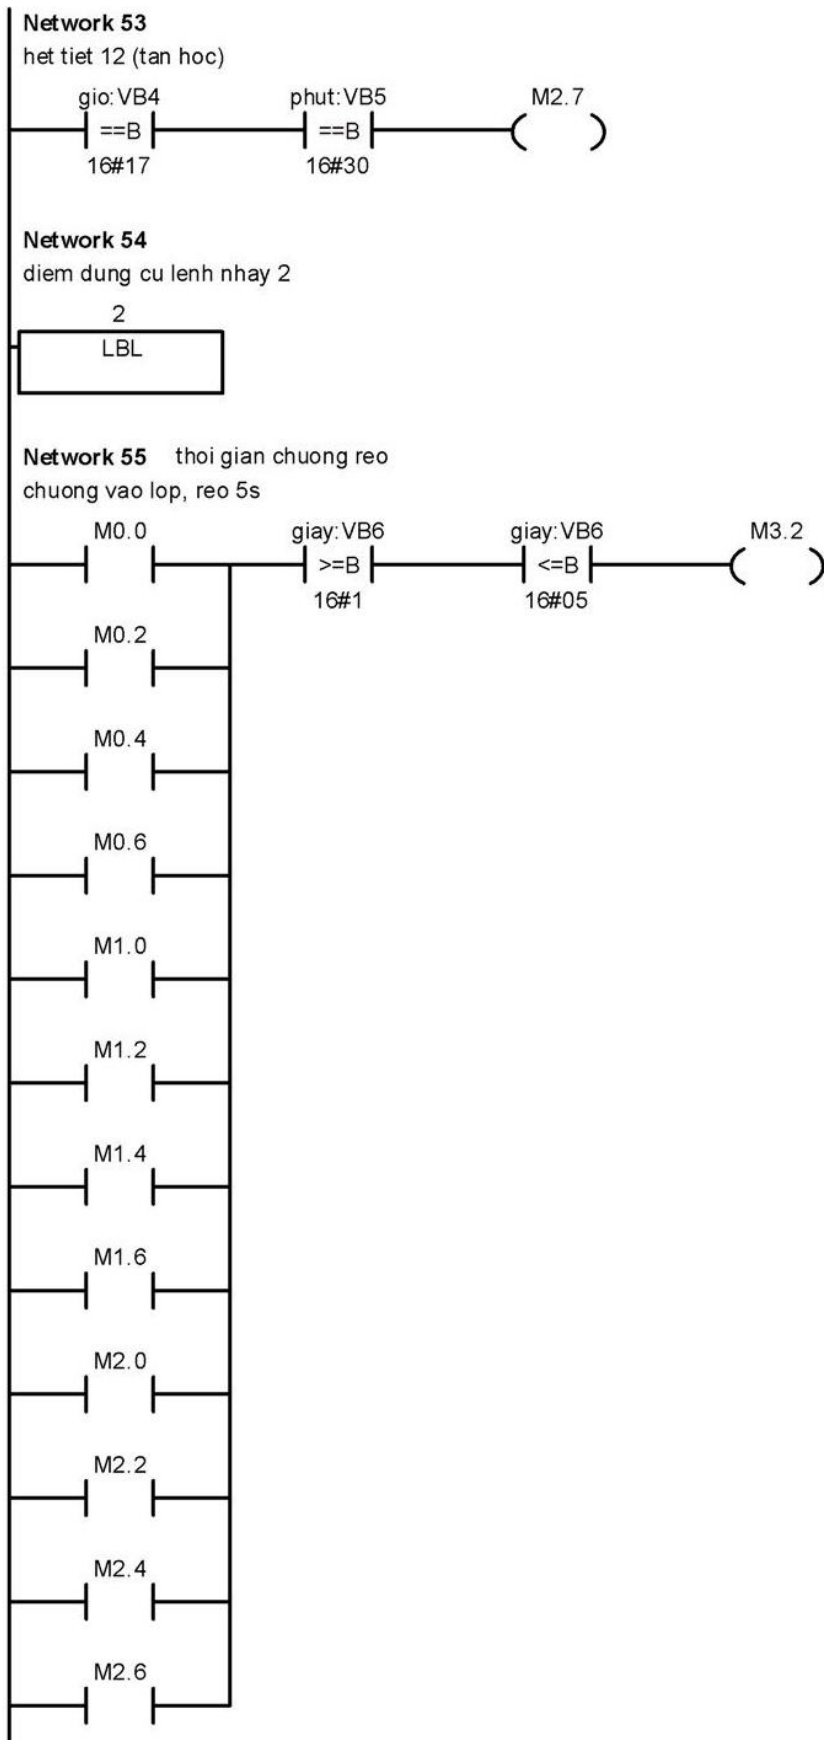 Network 53
het tiet 12 (tan hoc)
gio:VB4 phut:VB5 M2.7
==B ==B
16#17 16#30
Network 54
diem dung cu lenh nhay 2
2
LBL
Network 55 thoi gian chuong reo
chuong vao lop, reo 5s
M0.0 giay:VB6 giay:VB6 M3.2
>=B <=B
16#1 16#05
M0.2
M0.4
M0.6
M1.0
M1.2
M1.4
M1.6
M2.0
M2.2
M2.4
M2.6